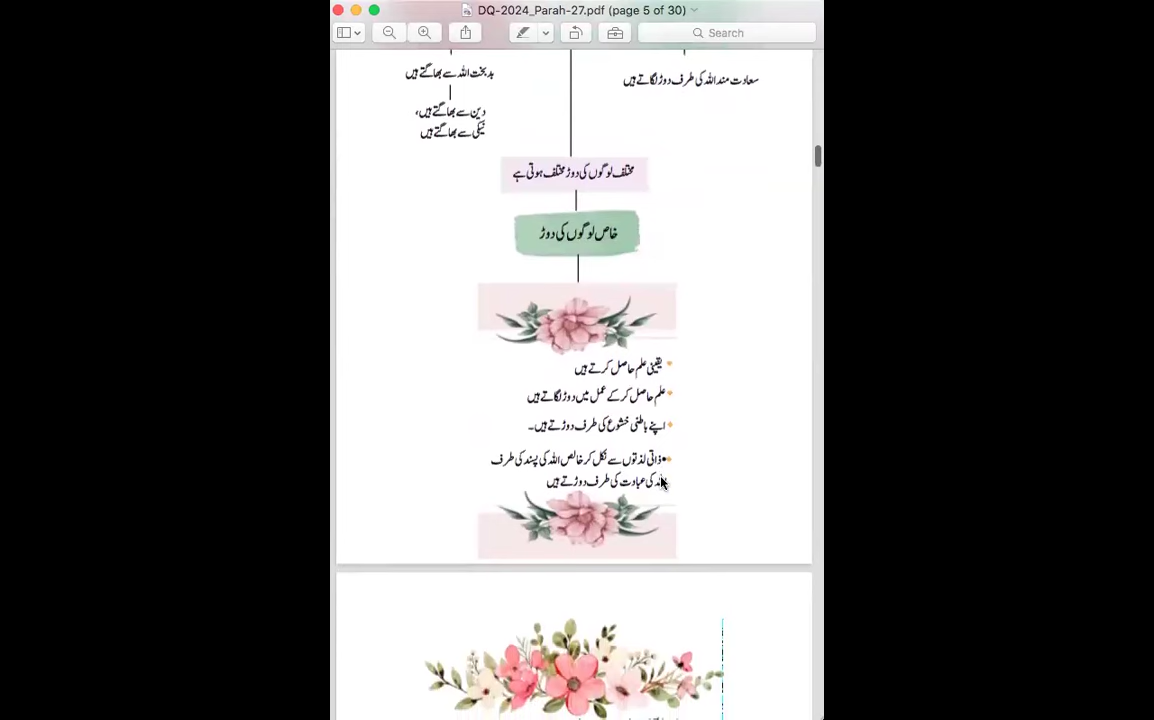 DQ-2024_Parah-27.pdf (page 5 of 30)
Search
سعادت مند اللہ کی طرف دوڑ لگاتے ہیں
بد بخت اللہ سے بھاگتے ہیں
دین سے بھاگتے ہیں،
نیکی سے بھاگتے ہیں
مختلف لوگوں کی دوڑ مختلف ہوتی ہے
خاص لوگوں کی دوڑ
یقینی علم حاصل کرتے ہیں
علم حاصل کر کے عمل میں دوڑ لگاتے ہیں
اپنے باطنی خشوع کی طرف دوڑتے ہیں۔
ذاتی لذتوں سے نکل کر خالص اللہ کی پسند کی طرف
کی عبادت کی طرف دوڑتے ہیں